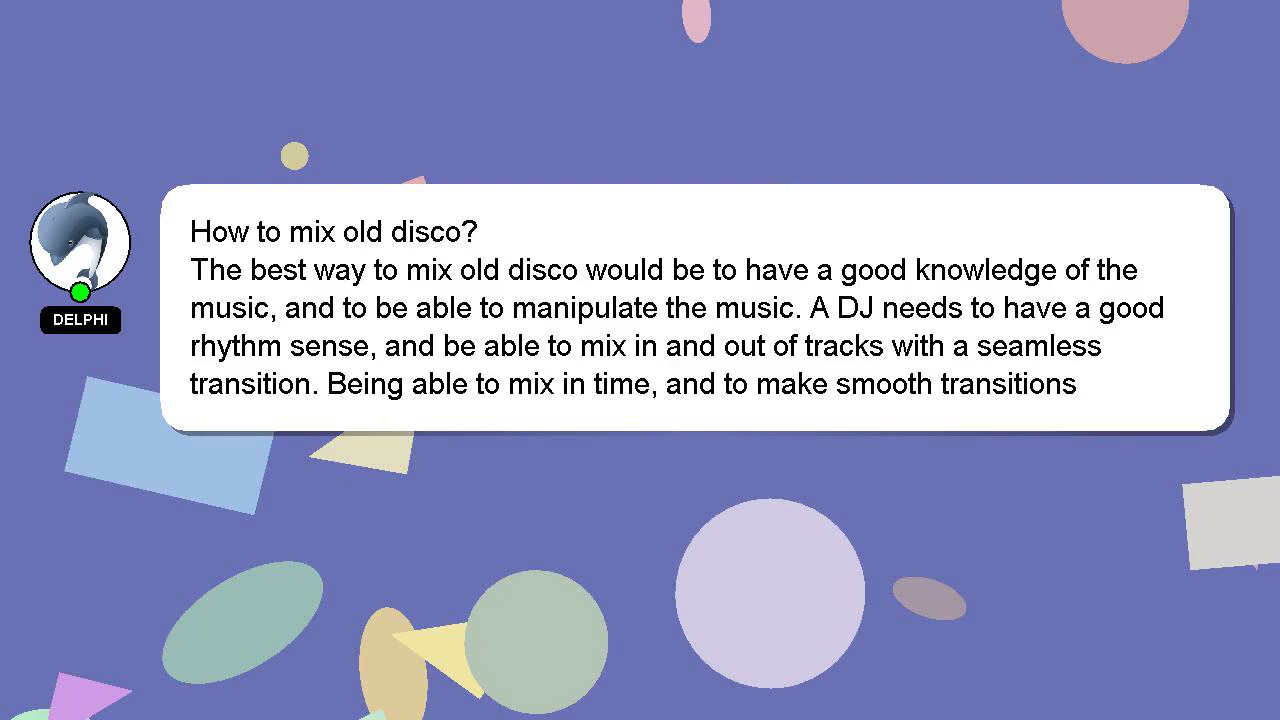 How to mix old disco?
The best way to mix old disco would be to have a good knowledge of the
music, and to be able to manipulate the music. A DJ needs to have a good
rhythm sense, and be able to mix in and out of tracks with a seamless
transition. Being able to mix in time, and to make smooth transitions
DELPHI